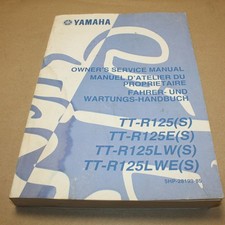 YAMAHA
OWNER'S SERVICE MANUAL
MANUEL D'ATELIER DU
PROPRIETAIRE
FAHRER- UND
WARTUNGS-HANDBUCH
TT-R125(S)
TT-R125E(S)
TT-R125LW(S)
TT-R125LWE(S)